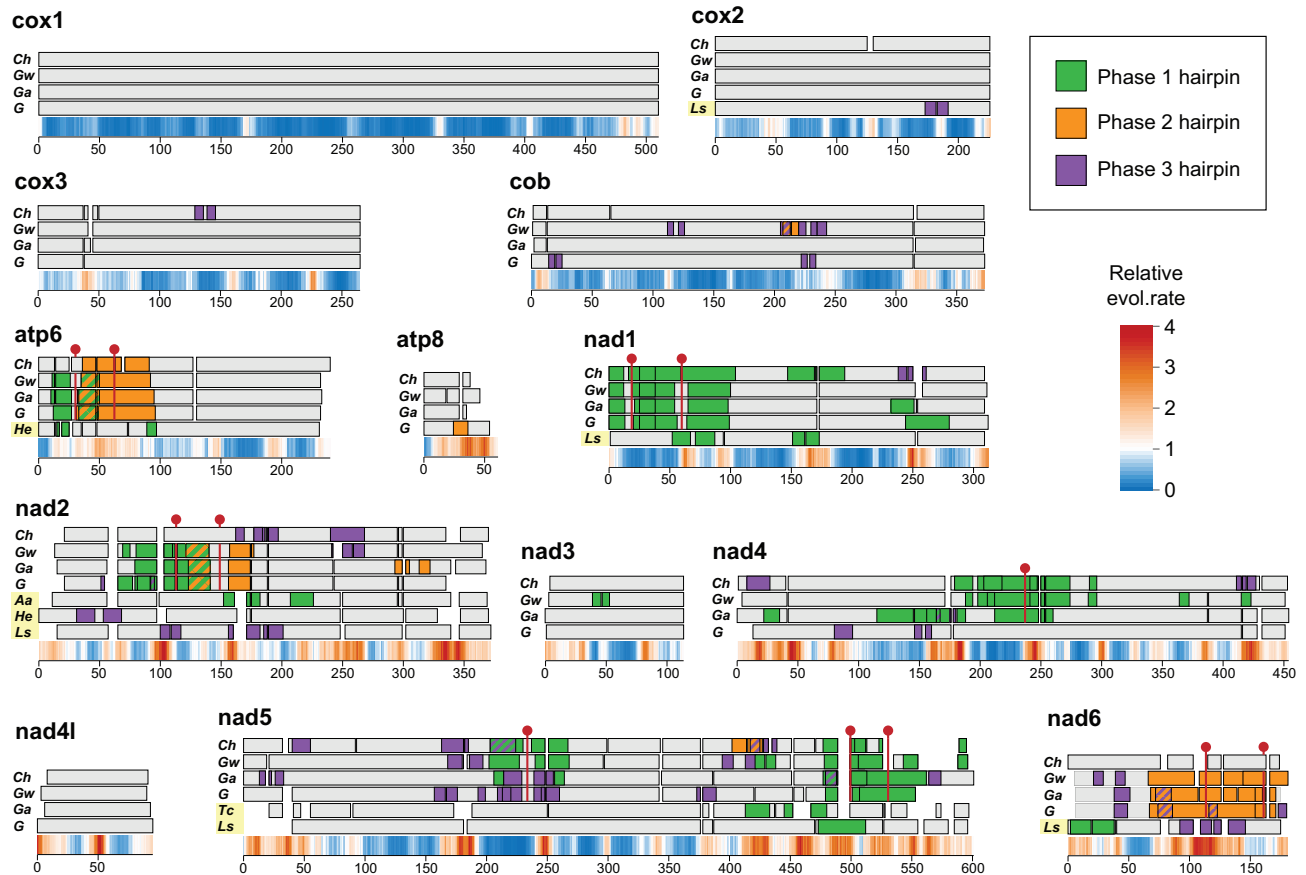 cox1
Ch
Gw
Ga
G
0 50 100 150 200 250 300 350 400 450 500
cox2
Ch
Gw
Ga
G
Ls
0 50 100 150 200
Phase 1 hairpin
Phase 2 hairpin
Phase 3 hairpin
cox3
Ch
Gw
Ga
G
0 50 100 150 200 250
cob
Ch
Gw
Ga
G
0 50 100 150 200 250 300 350
Relative
evol.rate
4
3
2
1
0
atp6
Ch
Gw
Ga
G
He
0 50 100 150 200
atp8
Ch
Gw
Ga
G
0 50
nad1
Ch
Gw
Ga
G
Ls
0 50 100 150 200 250 300
nad2
Ch
Gw
Ga
G
Aa
He
Ls
0 50 100 150 200 250 300 350
nad3
Ch
Gw
Ga
G
0 50 100
nad4
Ch
Gw
Ga
G
0 50 100 150 200 250 300 350 400 450
nad4l
Ch
Gw
Ga
G
0 50
nad5
Ch
Gw
Ga
G
Tc
Ls
0 50 100 150 200 250 300 350 400 450 500 550 600
nad6
Ch
Gw
Ga
G
Ls
0 50 100 150